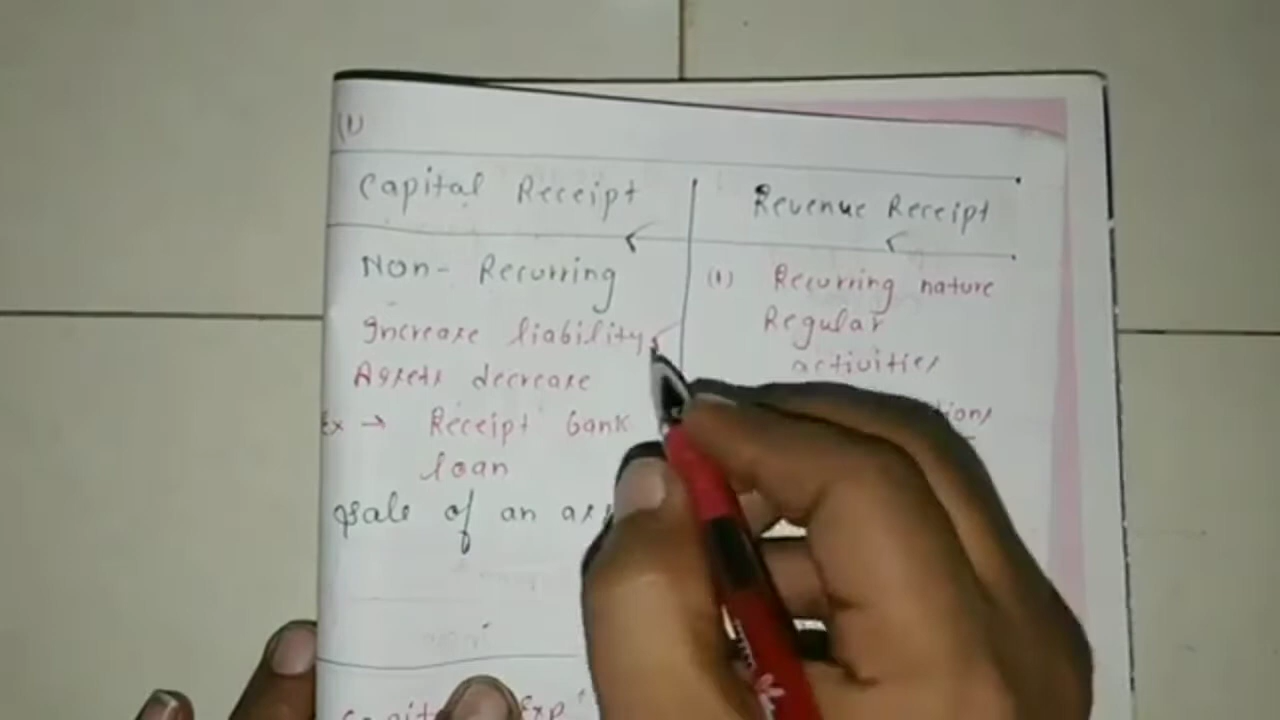 (1)
Capital Receipt
Revenue Receipt
Non- Recurring
Increase liability
Assets decrease
Ex → Receipt bank
loan
sale of an
(1) Recurring nature
Regular
activities
Exp